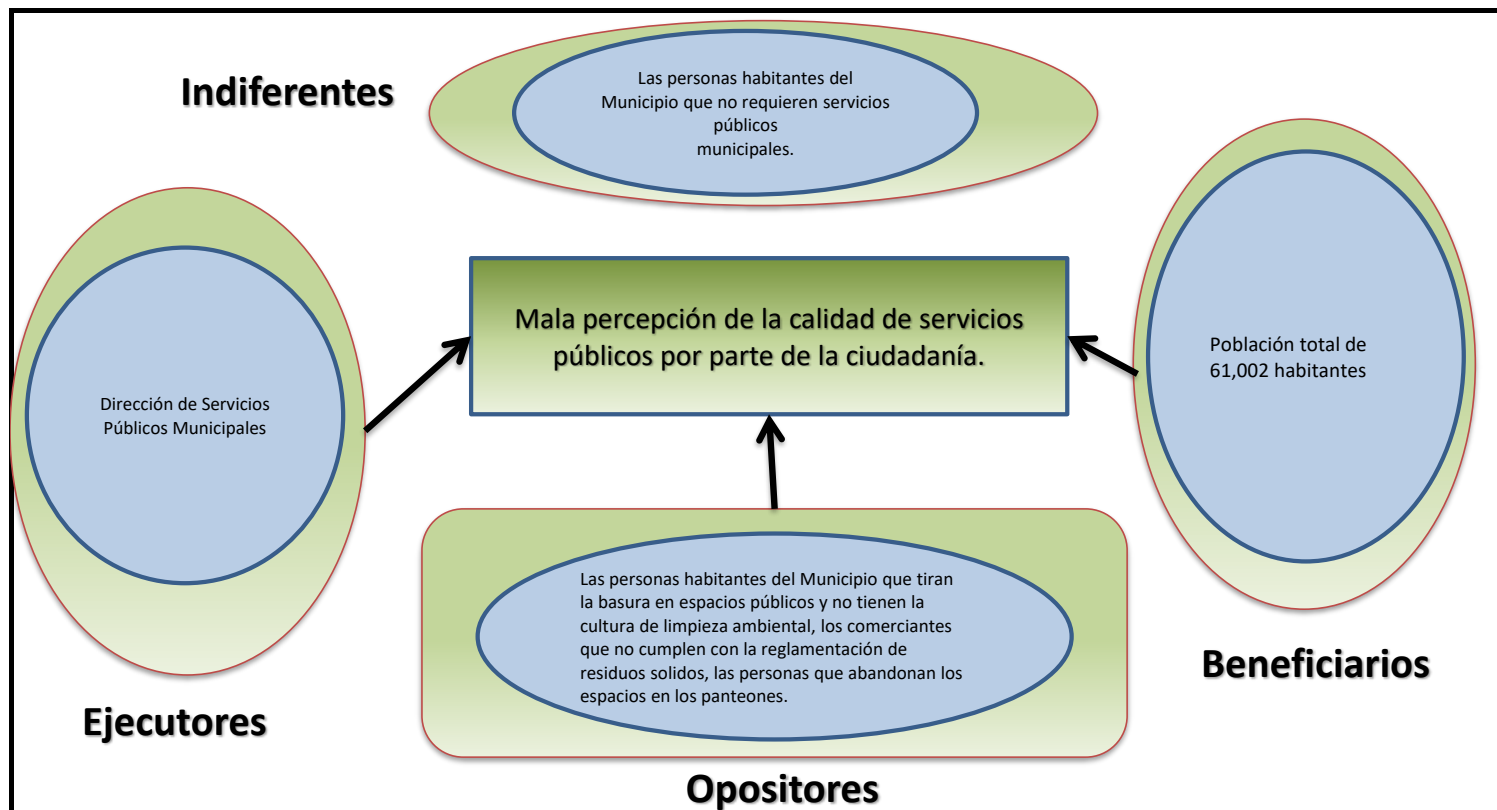 Indiferentes
Las personas habitantes del
Municipio que no requieren servicios
públicos
municipales.
Mala percepción de la calidad de servicios
públicos por parte de la ciudadanía.
Dirección de Servicios
Públicos Municipales
Ejecutores
Población total de
61,002 habitantes
Beneficiarios
Las personas habitantes del Municipio que tiran
la basura en espacios públicos y no tienen la
cultura de limpieza ambiental, los comerciantes
que no cumplen con la reglamentación de
residuos solidos, las personas que abandonan los
espacios en los panteones.
Opositores